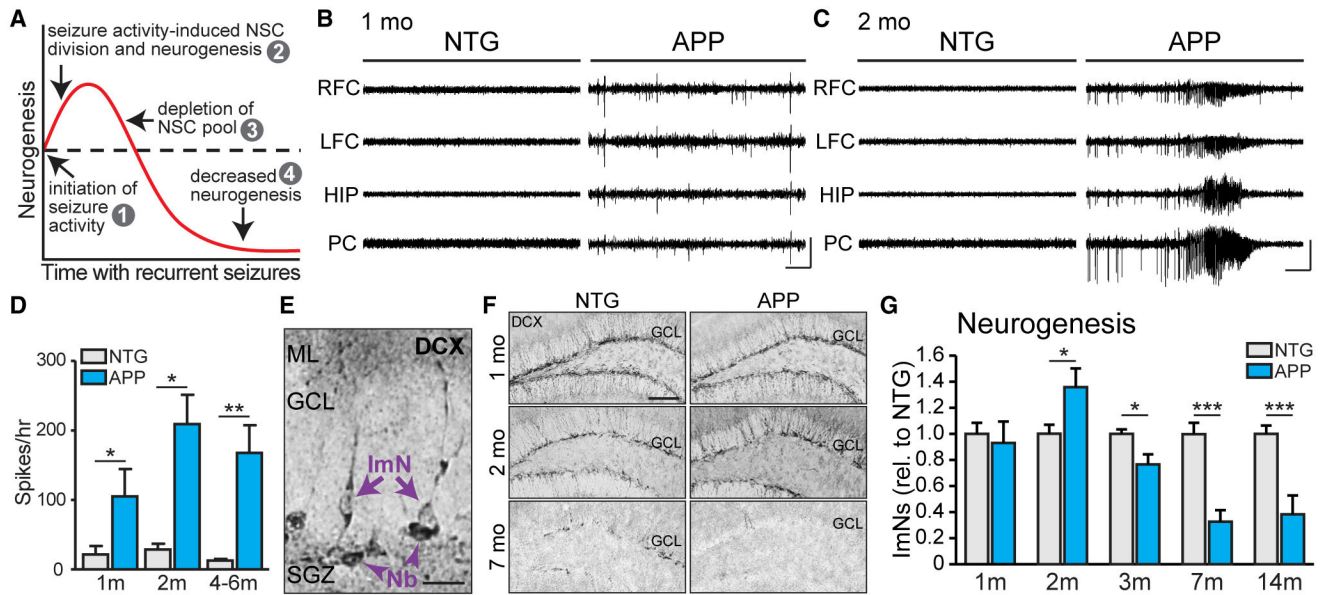 A
seizure activity-induced NSC
division and neurogenesis 2
depletion of
NSC pool 3
decreased 4
neurogenesis
initiation of
seizure 1
activity
Neurogenesis
Time with recurrent seizures
B
1 mo
NTG APP
RFC
LFC
HIP
PC
C
2 mo
NTG APP
RFC
LFC
HIP
PC
D
NTG
APP
Spikes/hr
300
200
100
0
* * **
1m 2m 4-6m
E
DCX
ML
GCL
ImN
Nb
SGZ
F
NTG APP
DCX
1 mo
GCL GCL
2 mo
GCL GCL
7 mo
GCL GCL
G
Neurogenesis
NTG
APP
ImNs (rel. to NTG)
1.6
1.4
1.2
1.0
0.8
0.6
0.4
0.2
0
* * *** ***
1m 2m 3m 7m 14m